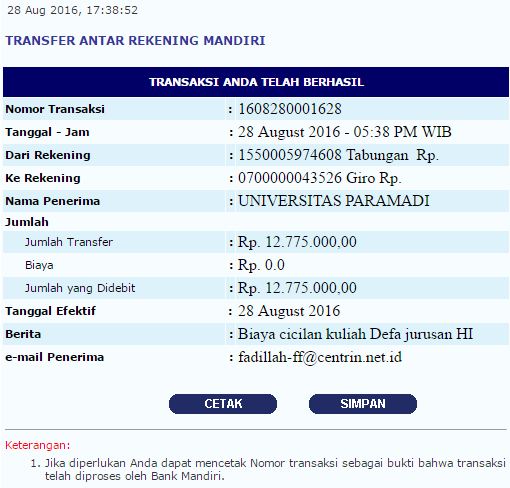 28 Aug 2016, 17:38:52
TRANSFER ANTAR REKENING MANDIRI
TRANSAKSI ANDA TELAH BERHASIL
Nomor Transaksi : 1608280001628
Tanggal - Jam : 28 August 2016 - 05:38 PM WIB
Dari Rekening : 1550005974608 Tabungan Rp.
Ke Rekening : 0700000043526 Giro Rp.
Nama Penerima : UNIVERSITAS PARAMADI
Jumlah
Jumlah Transfer : Rp. 12.775.000,00
Biaya : Rp. 0.0
Jumlah yang Didebit : Rp. 12.775.000,00
Tanggal Efektif : 28 August 2016
Berita : Biaya cicilan kuliah Defa jurusan HI
e-mail Penerima : fadillah-ff@centrin.net.id
CETAK SIMPAN
Keterangan:
1. Jika diperlukan Anda dapat mencetak Nomor transaksi sebagai bukti bahwa transaksi
telah diproses oleh Bank Mandiri.